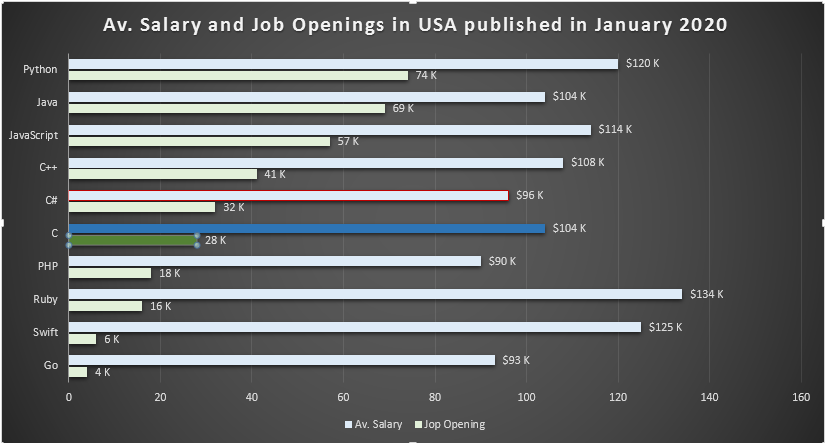 Av. Salary and Job Openings in USA published in January 2020
Python
$120 K
74 K
Java
$104 K
69 K
JavaScript
$114 K
57 K
C++
$108 K
41 K
C#
$96 K
32 K
C
$104 K
28 K
PHP
$90 K
18 K
Ruby
$134 K
16 K
Swift
$125 K
6 K
Go
$93 K
4 K
0 20 40 60 80 100 120 140 160
Av. Salary Jop Opening